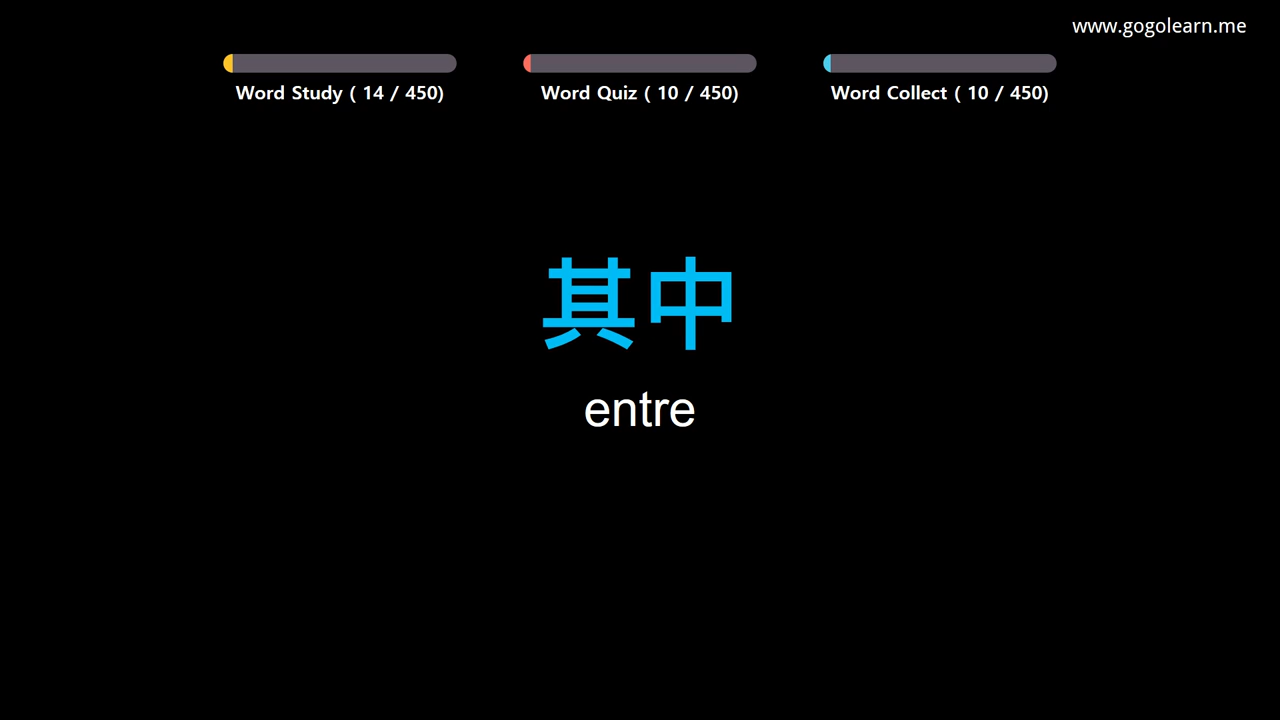 www.gogolearn.me
Word Study ( 14 / 450)
Word Quiz ( 10 / 450)
Word Collect ( 10 / 450)
其中
entre